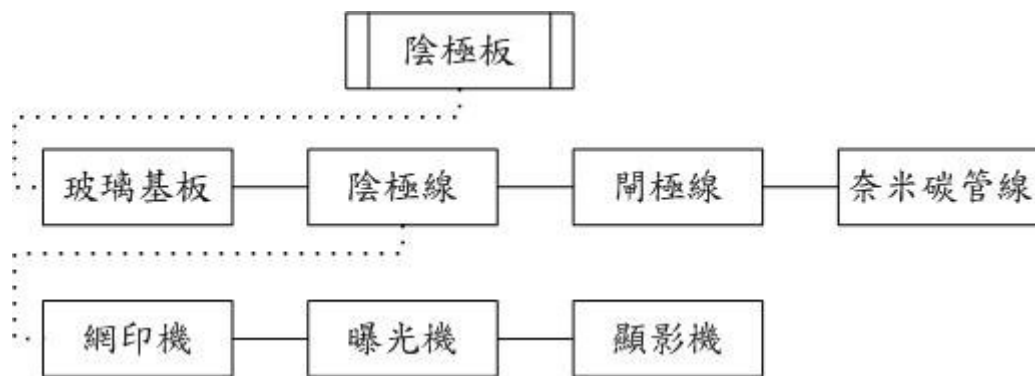 陰極板
玻璃基板
陰極線
閘極線
奈米碳管線
網印機
曝光機
顯影機